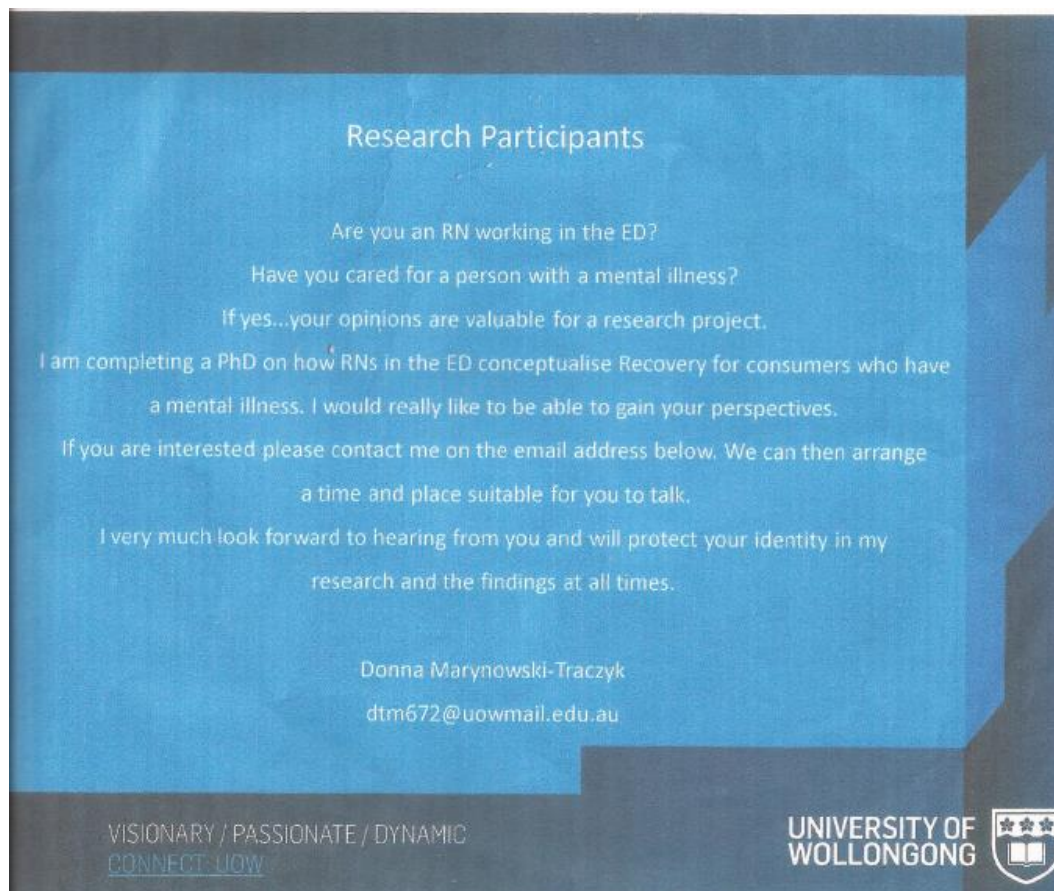 Research Participants
Are you an RN working in the ED?
Have you cared for a person with a mental illness?
If yes...your opinions are valuable for a research project.
I am completing a PhD on how RNs in the ED conceptualise Recovery for consumers who have
a mental illness. I would really like to be able to gain your perspectives.
If you are interested please contact me on the email address below. We can then arrange
a time and place suitable for you to talk.
I very much look forward to hearing from you and will protect your identity in my
research and the findings at all times.
Donna Marynowski-Traczyk
dtm672@uowmail.edu.au
VISIONARY / PASSIONATE / DYNAMIC
CONNECT: UOW
UNIVERSITY OF
WOLLONGONG